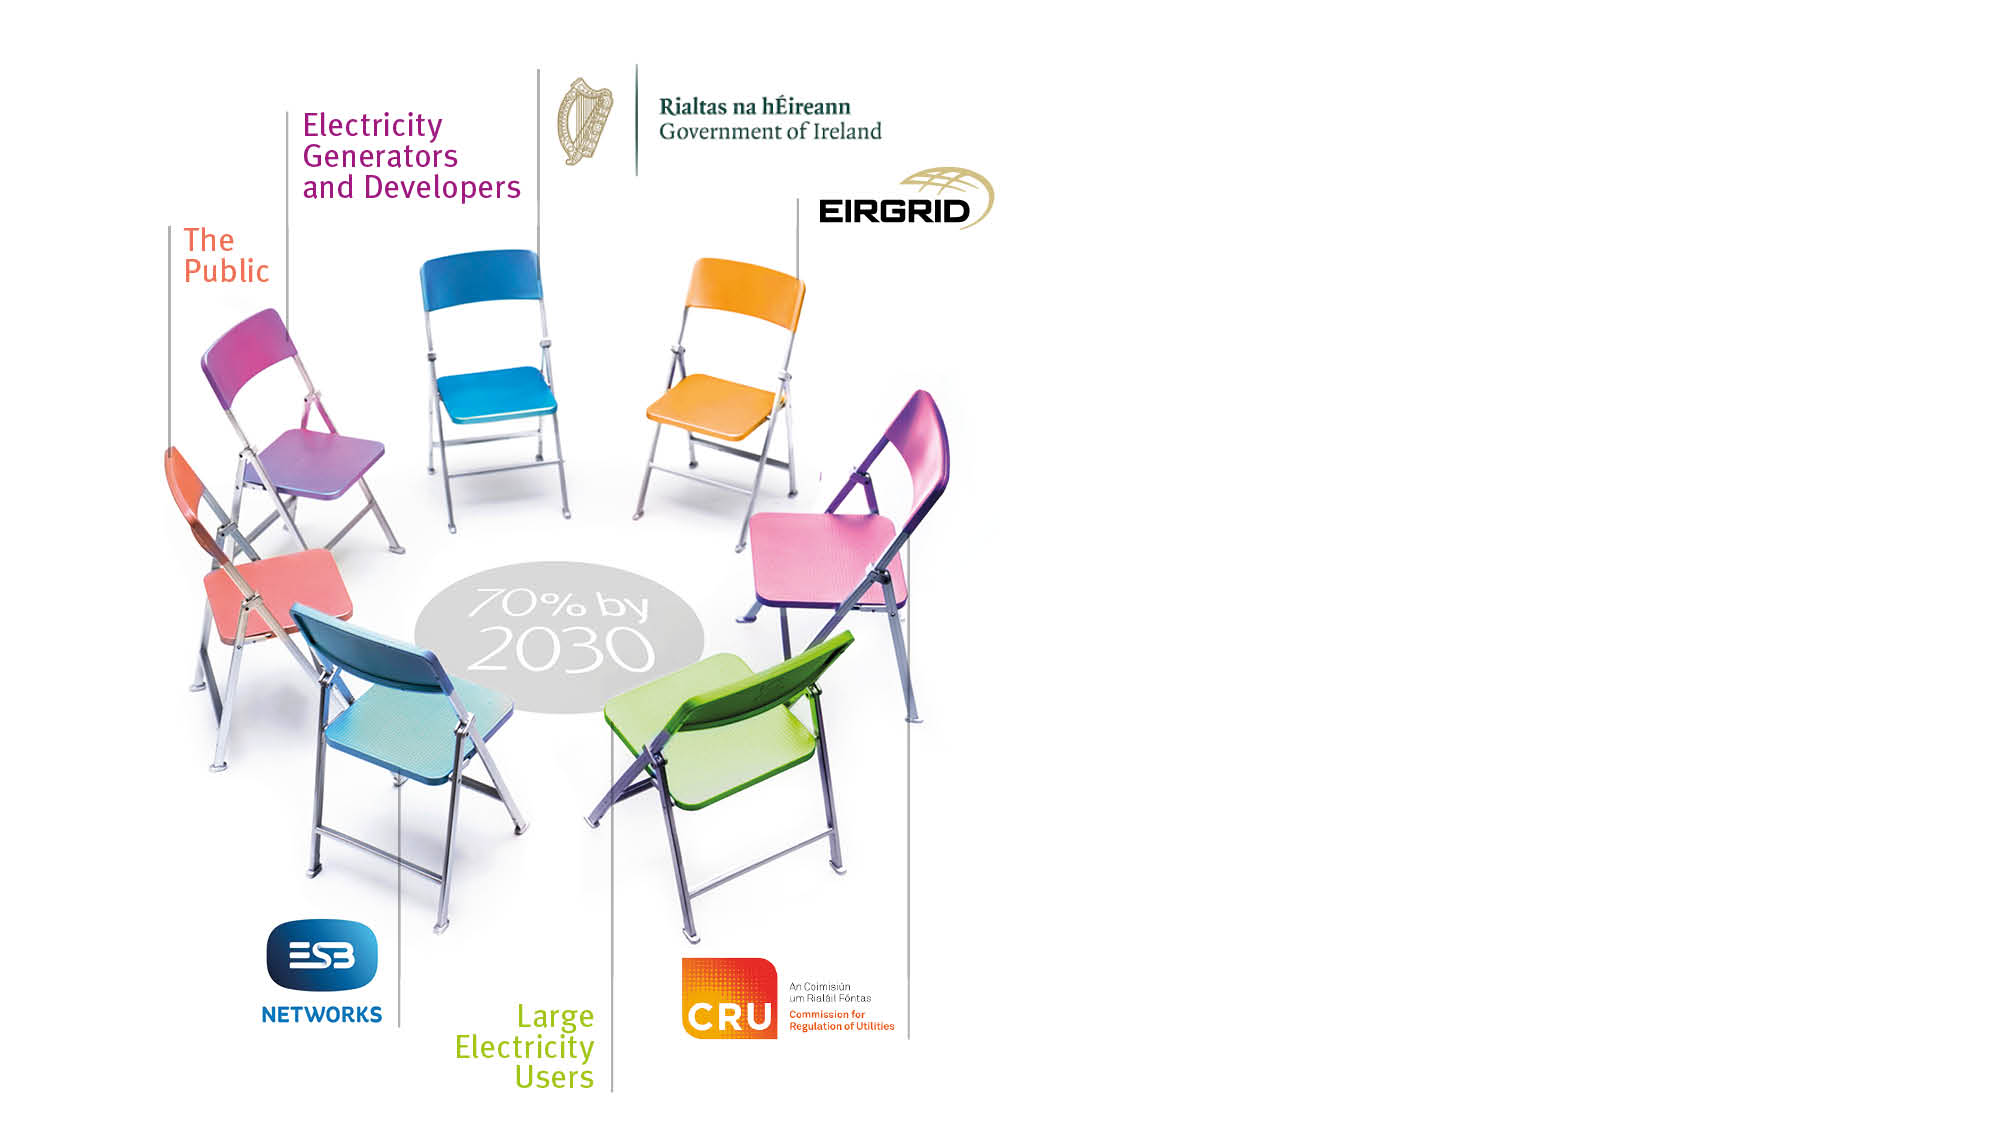 Rialtas na hÉireann
Government of Ireland
Electricity
Generators
and Developers
EIRGRID
The
Public
70% by
2030
ESB
NETWORKS
Large
Electricity
Users
CRU
An Coimisiún
um Rialáil Fóntas
Commission for
Regulation of Utilities